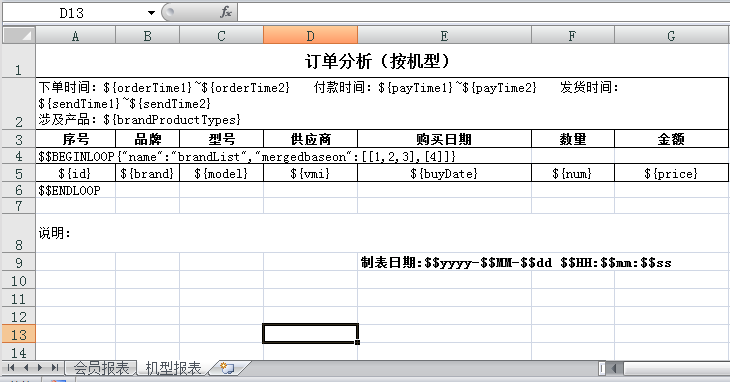 D13
fx
A B C D E F G
1 订单分析（按机型）
下单时间：${orderTime1}~${orderTime2} 付款时间：${payTime1}~${payTime2} 发货时间：
${sendTime1}~${sendTime2}
2 涉及产品：${brandProductTypes}
3 序号 品牌 型号 供应商 购买日期 数量 金额
4 $$BEGINLOOP{"name":"brandList","mergedbaseon":[[1,2,3],[4]]}
5 ${id} ${brand} ${model} ${vmi} ${buyDate} ${num} ${price}
6 $$ENDLOOP
7
8 说明：
9 制表日期:$$yyyy-$$MM-$$dd $$HH:$$mm:$$ss
10
11
12
13
14
会员报表 机型报表